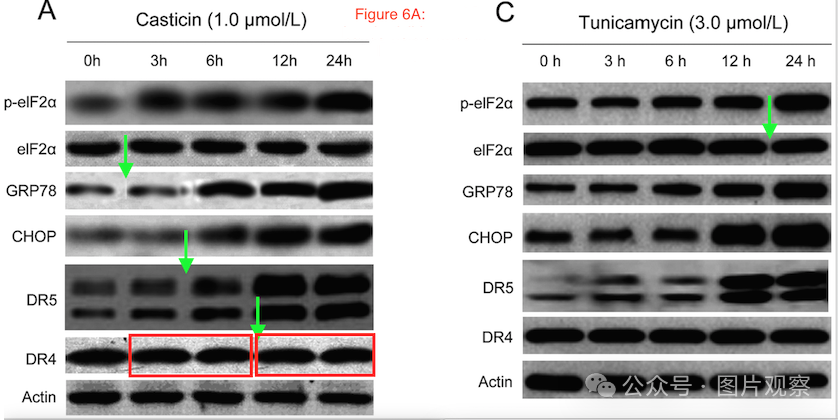 A
Figure 6A:
Casticin (1.0 μmol/L)
0h 3h 6h 12h 24h
p-eIF2α
eIF2α
GRP78
CHOP
DR5
DR4
Actin
C
Tunicamycin (3.0 μmol/L)
0 h 3 h 6 h 12 h 24 h
p-eIF2α
eIF2α
GRP78
CHOP
DR5
DR4
Actin
公众号 · 图片观察